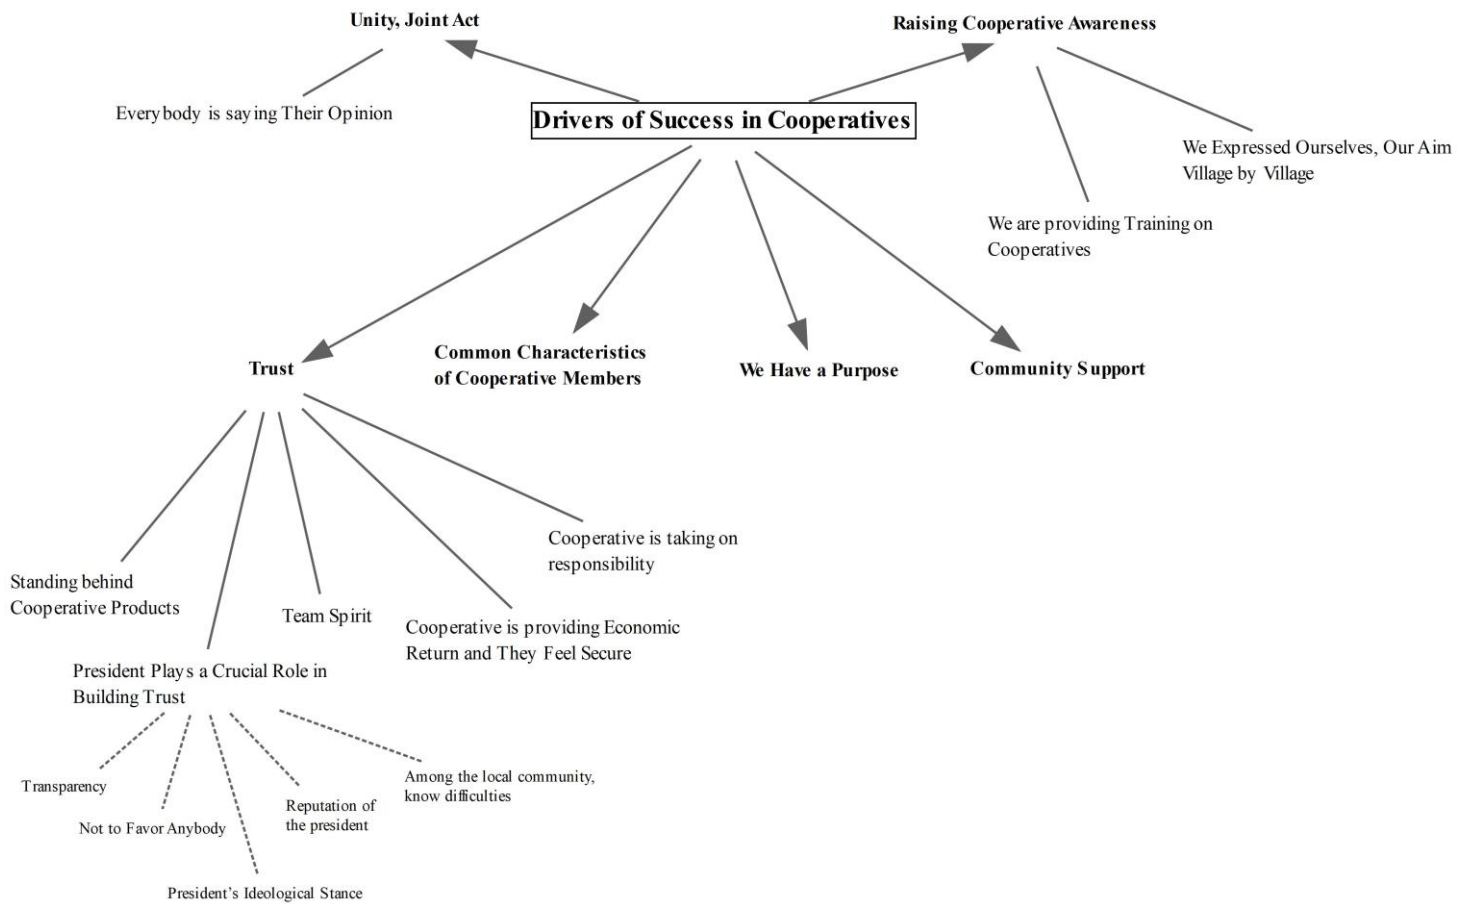 Unity, Joint Act
Raising Cooperative Awareness
Everybody is saying Their Opinion
Drivers of Success in Cooperatives
We Expressed Ourselves, Our Aim
Village by Village
We are providing Training on
Cooperatives
Trust
Common Characteristics
of Cooperative Members
We Have a Purpose
Community Support
Standing behind
Cooperative Products
Team Spirit
Cooperative is taking on
responsibility
Cooperative is providing Economic
Return and They Feel Secure
President Plays a Crucial Role in
Building Trust
Transparency
Not to Favor Anybody
President’s Ideological Stance
Reputation of
the president
Among the local community,
know difficulties